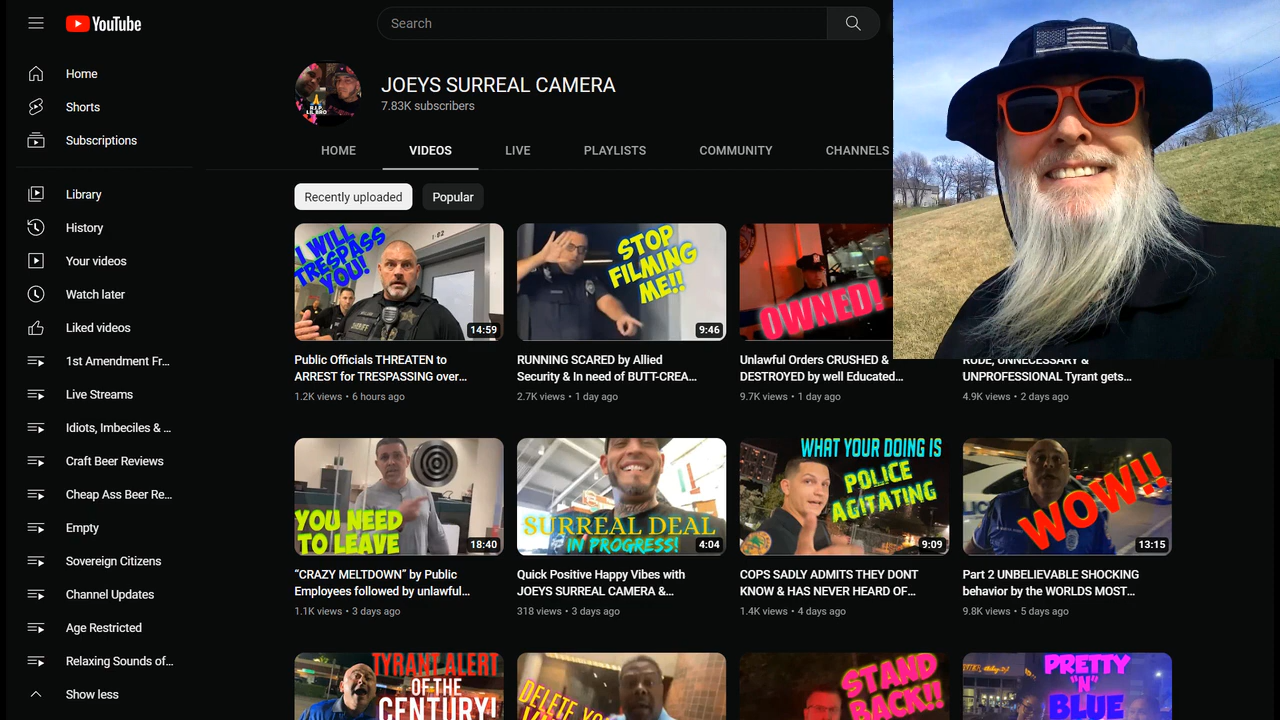 YouTube
Search
Home
Shorts
Subscriptions
Library
History
Your videos
Watch later
Liked videos
1st Amendment Fr...
Live Streams
Idiots, Imbeciles & ...
Craft Beer Reviews
Cheap Ass Beer Re...
Empty
Sovereign Citizens
Channel Updates
Age Restricted
Relaxing Sounds of...
Show less
R.I.P.
LIL BRO
JOEYS SURREAL CAMERA
7.83K subscribers
HOME VIDEOS LIVE PLAYLISTS COMMUNITY CHANNELS
Recently uploaded Popular
I WILL
TRESPASS
YOU!
SHERIFF
14:59
Public Officials THREATEN to
ARREST for TRESPASSING over...
1.2K views • 6 hours ago
STOP
FILMING
ME!!
9:46
RUNNING SCARED by Allied
Security & In need of BUTT-CREA...
2.7K views • 1 day ago
OWNED!
Unlawful Orders CRUSHED &
DESTROYED by well Educated...
9.7K views • 1 day ago
RUDE, UNNECESSARY &
UNPROFESSIONAL Tyrant gets...
4.9K views • 2 days ago
YOU NEED
TO LEAVE
18:40
“CRAZY MELTDOWN” by Public
Employees followed by unlawful...
1.1K views • 3 days ago
SURREAL DEAL
IN PROGRESS!
4:04
Quick Positive Happy Vibes with
JOEYS SURREAL CAMERA &...
318 views • 3 days ago
WHAT YOUR DOING IS
POLICE
AGITATING
9:09
COPS SADLY ADMITS THEY DONT
KNOW & HAS NEVER HEARD OF...
1.4K views • 4 days ago
WOW!!
13:15
Part 2 UNBELIEVABLE SHOCKING
behavior by the WORLDS MOST...
9.8K views • 5 days ago
TYRANT ALERT
OF THE
CENTURY!
DELETE
STAND
BACK!!
PRETTY
"N"
BLUE